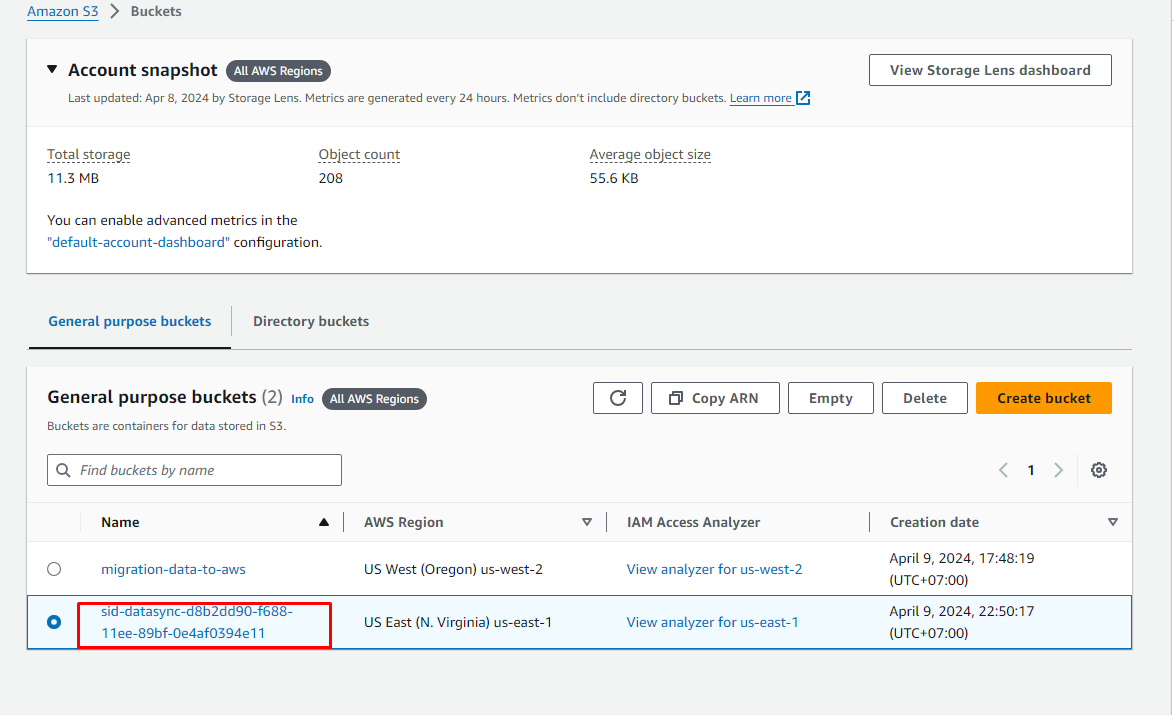 Amazon S3 > Buckets
Account snapshot All AWS Regions
View Storage Lens dashboard
Last updated: Apr 8, 2024 by Storage Lens. Metrics are generated every 24 hours. Metrics don't include directory buckets. Learn more
Total storage Object count Average object size
11.3 MB 208 55.6 KB
You can enable advanced metrics in the
"default-account-dashboard" configuration.
General purpose buckets Directory buckets
General purpose buckets (2) Info All AWS Regions
Copy ARN Empty Delete Create bucket
Buckets are containers for data stored in S3.
Find buckets by name
1
Name AWS Region IAM Access Analyzer Creation date
migration-data-to-aws US West (Oregon) us-west-2 View analyzer for us-west-2 April 9, 2024, 17:48:19
(UTC+07:00)
sid-datasync-d8b2dd90-f688-
11ee-89bf-0e4af0394e11 US East (N. Virginia) us-east-1 View analyzer for us-east-1 April 9, 2024, 22:50:17
(UTC+07:00)